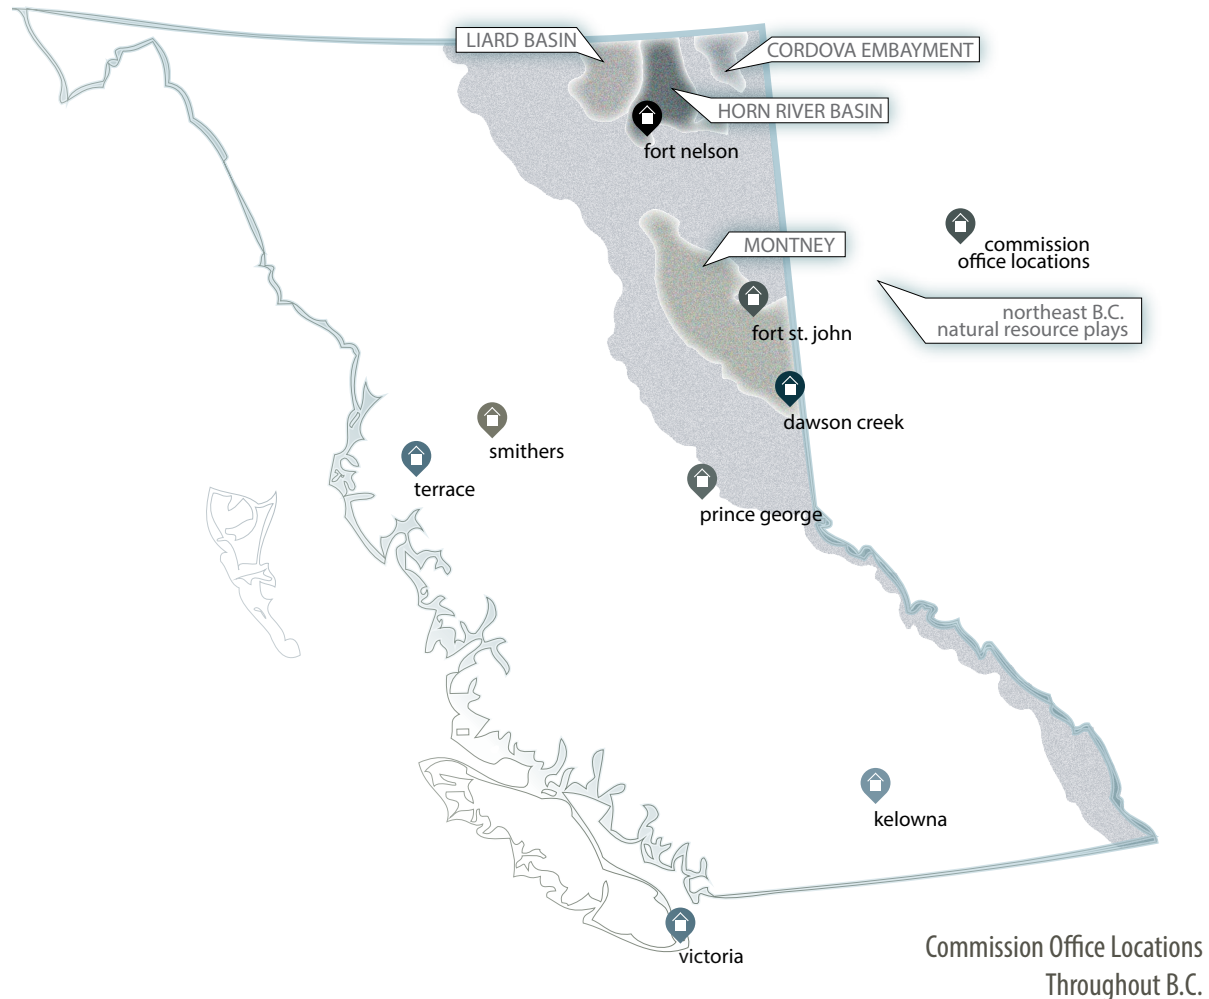 LIARD BASIN
CORDOVA EMBAYMENT
HORN RIVER BASIN
fort nelson
MONTNEY
commission
office locations
northeast B.C.
natural resource plays
fort st. john
dawson creek
smithers
terrace
prince george
kelowna
victoria
Commission Office Locations
Throughout B.C.